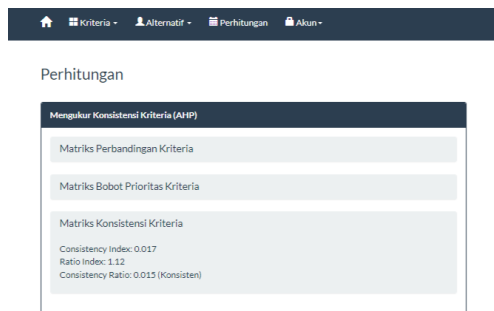 Kriteria Alternatif Perhitungan Akun
Perhitungan
Mengukur Konsistensi Kriteria (AHP)
Matriks Perbandingan Kriteria
Matriks Bobot Prioritas Kriteria
Matriks Konsistensi Kriteria
Consistency Index: 0.017
Ratio Index: 1.12
Consistency Ratio: 0.015 (Konsisten)